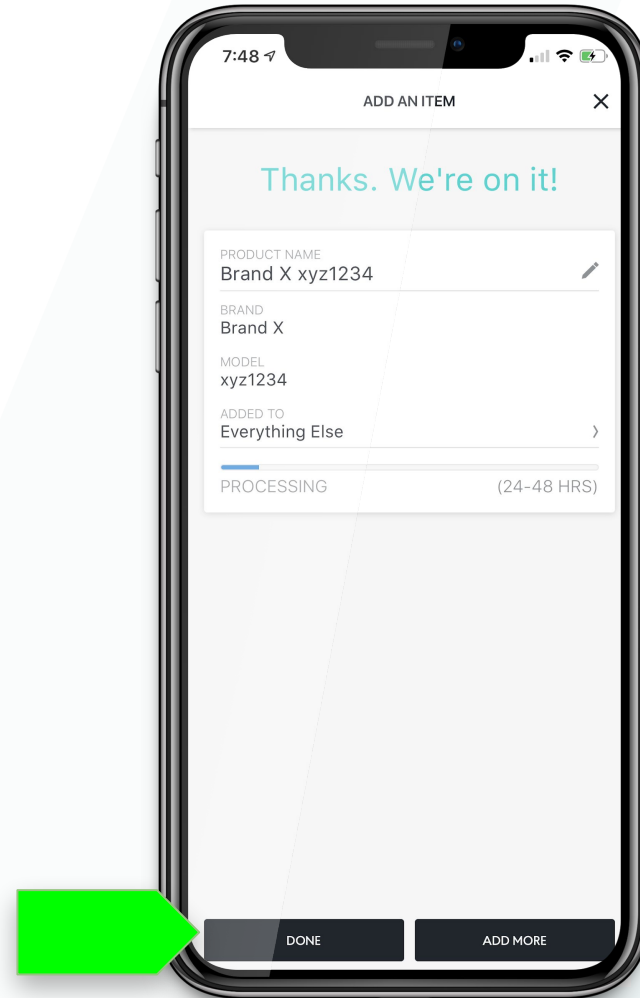 7:48
ADD AN ITEM
Thanks. We're on it!
PRODUCT NAME
Brand X xyz1234
BRAND
Brand X
MODEL
xyz1234
ADDED TO
Everything Else
PROCESSING (24-48 HRS)
DONE ADD MORE